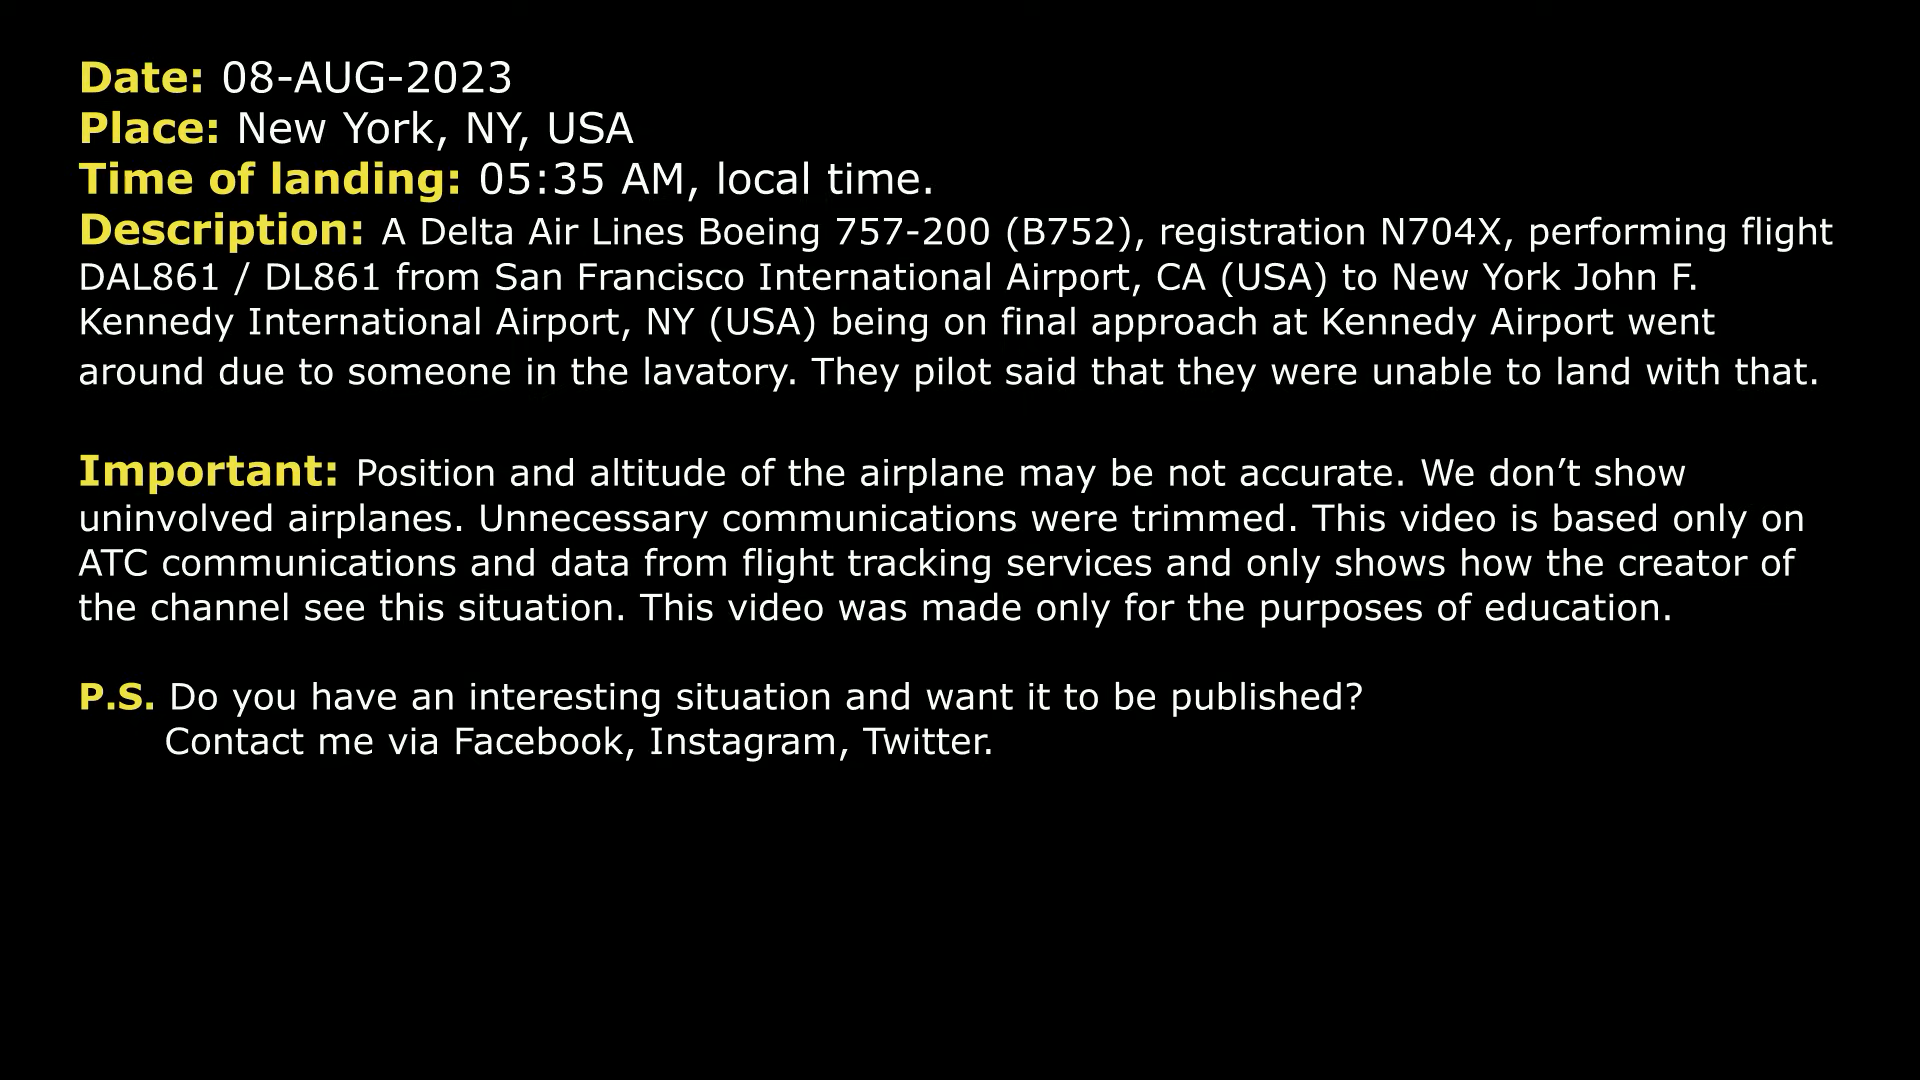 Date: 08-AUG-2023
Place: New York, NY, USA
Time of landing: 05:35 AM, local time.
Description: A Delta Air Lines Boeing 757-200 (B752), registration N704X, performing flight
DAL861 / DL861 from San Francisco International Airport, CA (USA) to New York John F.
Kennedy International Airport, NY (USA) being on final approach at Kennedy Airport went
around due to someone in the lavatory. They pilot said that they were unable to land with that.
Important: Position and altitude of the airplane may be not accurate. We don’t show
uninvolved airplanes. Unnecessary communications were trimmed. This video is based only on
ATC communications and data from flight tracking services and only shows how the creator of
the channel see this situation. This video was made only for the purposes of education.
P.S. Do you have an interesting situation and want it to be published?
Contact me via Facebook, Instagram, Twitter.